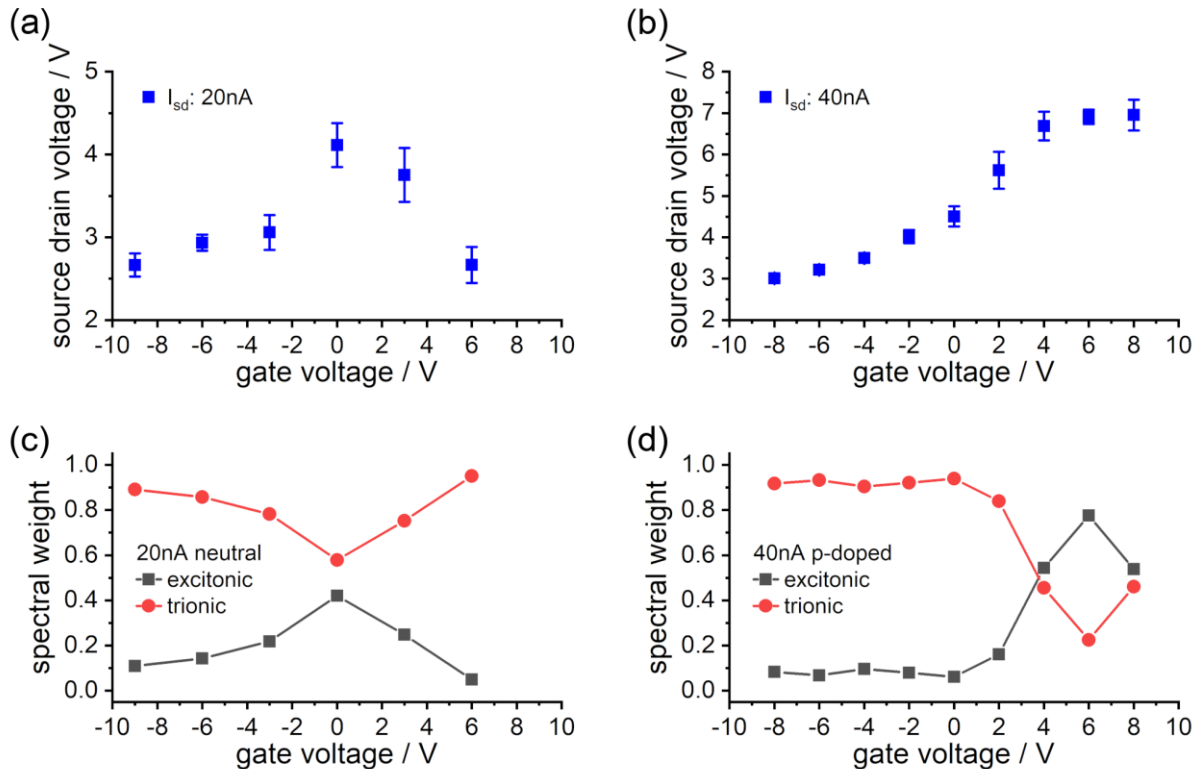 (a)
source drain voltage / V
5
4
3
2
I_sd: 20nA
-10 -8 -6 -4 -2 0 2 4 6 8 10
gate voltage / V
(b)
source drain voltage / V
8
7
6
5
4
3
2
I_sd: 40nA
-10 -8 -6 -4 -2 0 2 4 6 8 10
gate voltage / V
(c)
spectral weight
1.0
0.8
0.6
0.4
0.2
0.0
20nA neutral
excitonic
trionic
-10 -8 -6 -4 -2 0 2 4 6 8 10
gate voltage / V
(d)
spectral weight
1.0
0.8
0.6
0.4
0.2
0.0
40nA p-doped
excitonic
trionic
-10 -8 -6 -4 -2 0 2 4 6 8 10
gate voltage / V